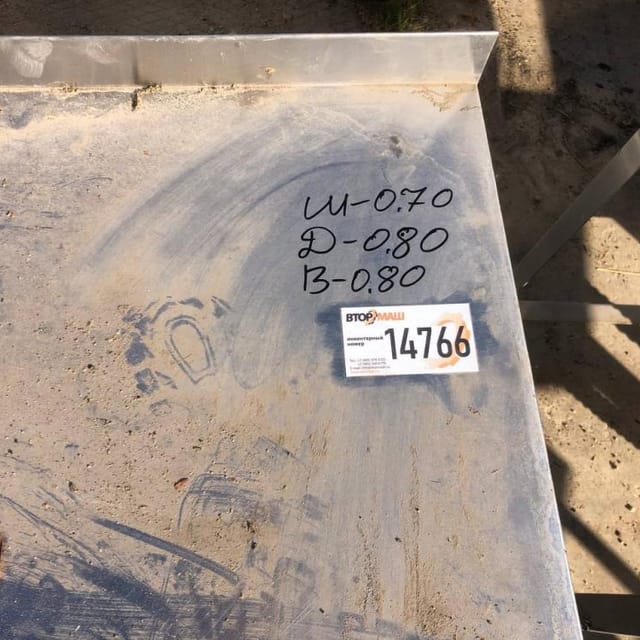 Ш-0.70
Д-0.80
В-0.80
ВТОРМАШ
инвентарный
номер
14766